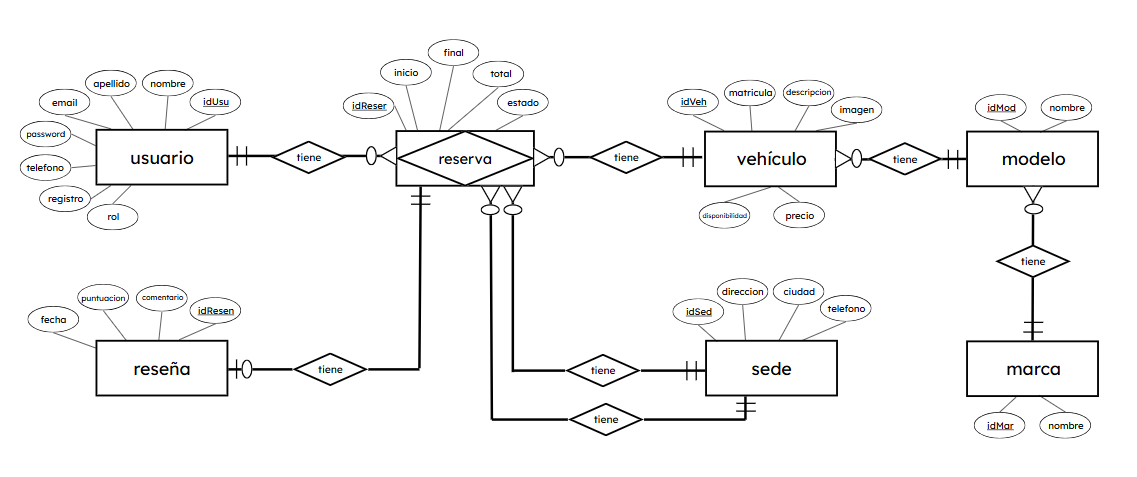 final
inicio
total
idReser
estado
apellido
nombre
email
idUsu
password
telefono
registro
rol
usuario
tiene
reserva
tiene
idVeh
matricula
descripcion
imagen
vehículo
disponibilidad
precio
tiene
idMod
nombre
modelo
tiene
fecha
puntuacion
comentario
idResen
reseña
tiene
idSed
direccion
ciudad
telefono
sede
tiene
tiene
marca
idMar
nombre